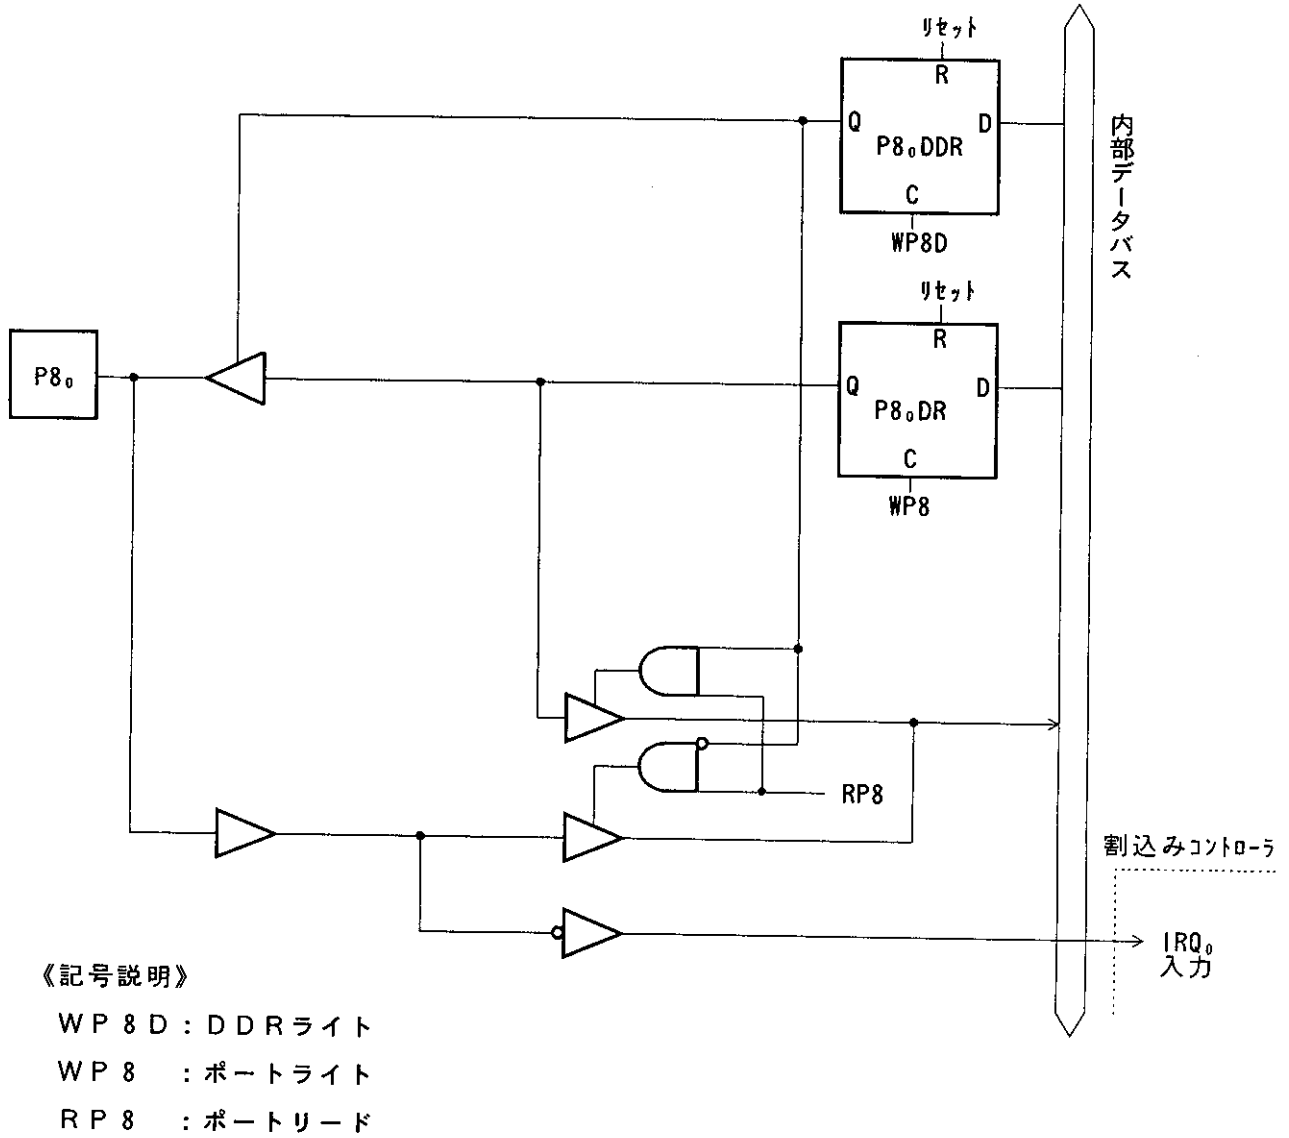 リセット
R
Q
D
P8₀DDR
C
WP8D
内部データバス
リセット
R
P8₀
Q
D
P8₀DR
C
WP8
RP8
割込みコントローラ
IRQ₀
入力
《記号説明》
WP8D:DDRライト
WP8 :ポートライト
RP8 :ポートリード